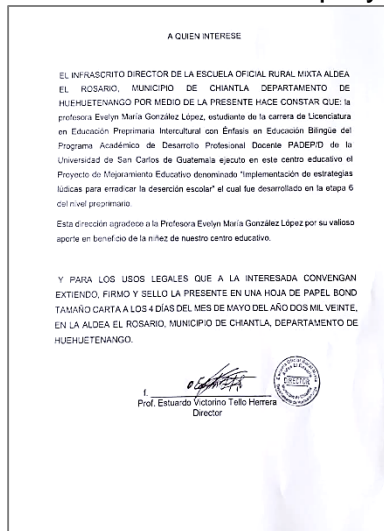 A QUIEN INTERESE
EL INFRASCRITO DIRECTOR DE LA ESCUELA OFICIAL RURAL MIXTA ALDEA
EL ROSARIO, MUNICIPIO DE CHIANTLA DEPARTAMENTO DE
HUEHUETENANGO POR MEDIO DE LA PRESENTE HACE CONSTAR QUE: la
profesora Evelyn María González López, estudiante de la carrera de Licenciatura
en Educación Preprimaria Intercultural con Énfasis en Educación Bilingüe del
Programa Académico de Desarrollo Profesional Docente PADEP/D de la
Universidad de San Carlos de Guatemala ejecuto en este centro educativo el
Proyecto de Mejoramiento Educativo denominado "Implementación de estrategias
lúdicas para erradicar la deserción escolar" el cual fue desarrollado en la etapa 6
del nivel preprimario.
Esta dirección agradece a la Profesora Evelyn María González López por su valioso
aporte en beneficio de la niñez de nuestro centro educativo.
Y PARA LOS USOS LEGALES QUE A LA INTERESADA CONVENGAN
EXTIENDO, FIRMO Y SELLO LA PRESENTE EN UNA HOJA DE PAPEL BOND
TAMAÑO CARTA A LOS 4 DÍAS DEL MES DE MAYO DEL AÑO DOS MIL VEINTE,
EN LA ALDEA EL ROSARIO, MUNICIPIO DE CHIANTLA, DEPARTAMENTO DE
HUEHUETENANGO.
f.
Prof. Estuardo Victorino Tello Herrera
Director
DIRECTOR